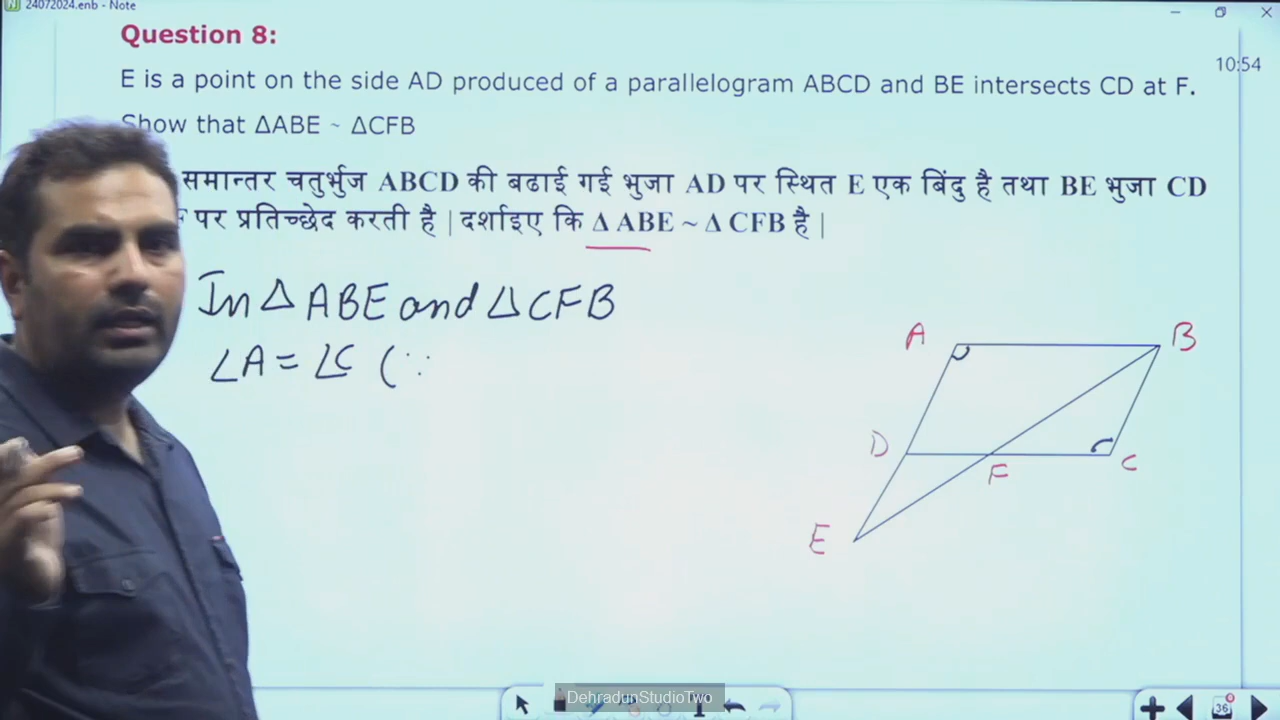 24072024.enb - Note
Question 8:
10:54
E is a point on the side AD produced of a parallelogram ABCD and BE intersects CD at F.
Show that ΔABE ~ ΔCFB
समान्तर चतुर्भुज ABCD की बढाई गई भुजा AD पर स्थित E एक बिंदु है तथा BE भुजा CD
पर प्रतिच्छेद करती है | दर्शाइए कि Δ ABE ~ Δ CFB है |
In Δ ABE and Δ CFB
∠A = ∠C (∵
A B
D F C
E
DehradunStudioTwo
36